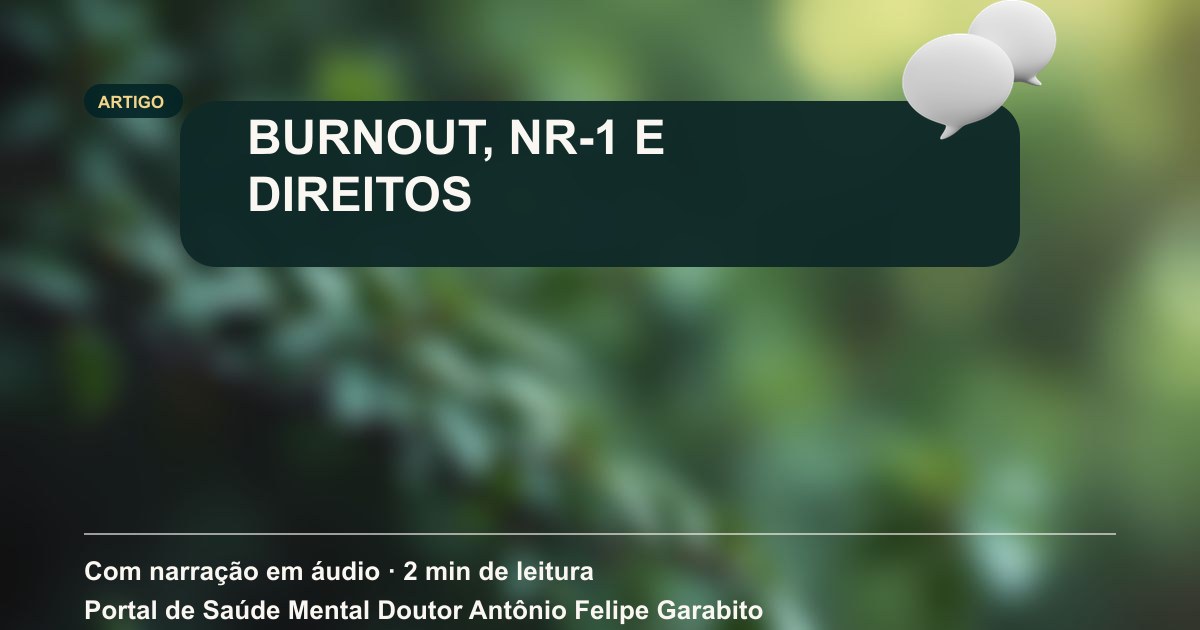 ARTIGO
BURNOUT, NR-1 E
DIREITOS
Com narração em áudio · 2 min de leitura
Portal de Saúde Mental Doutor Antônio Felipe Garabito